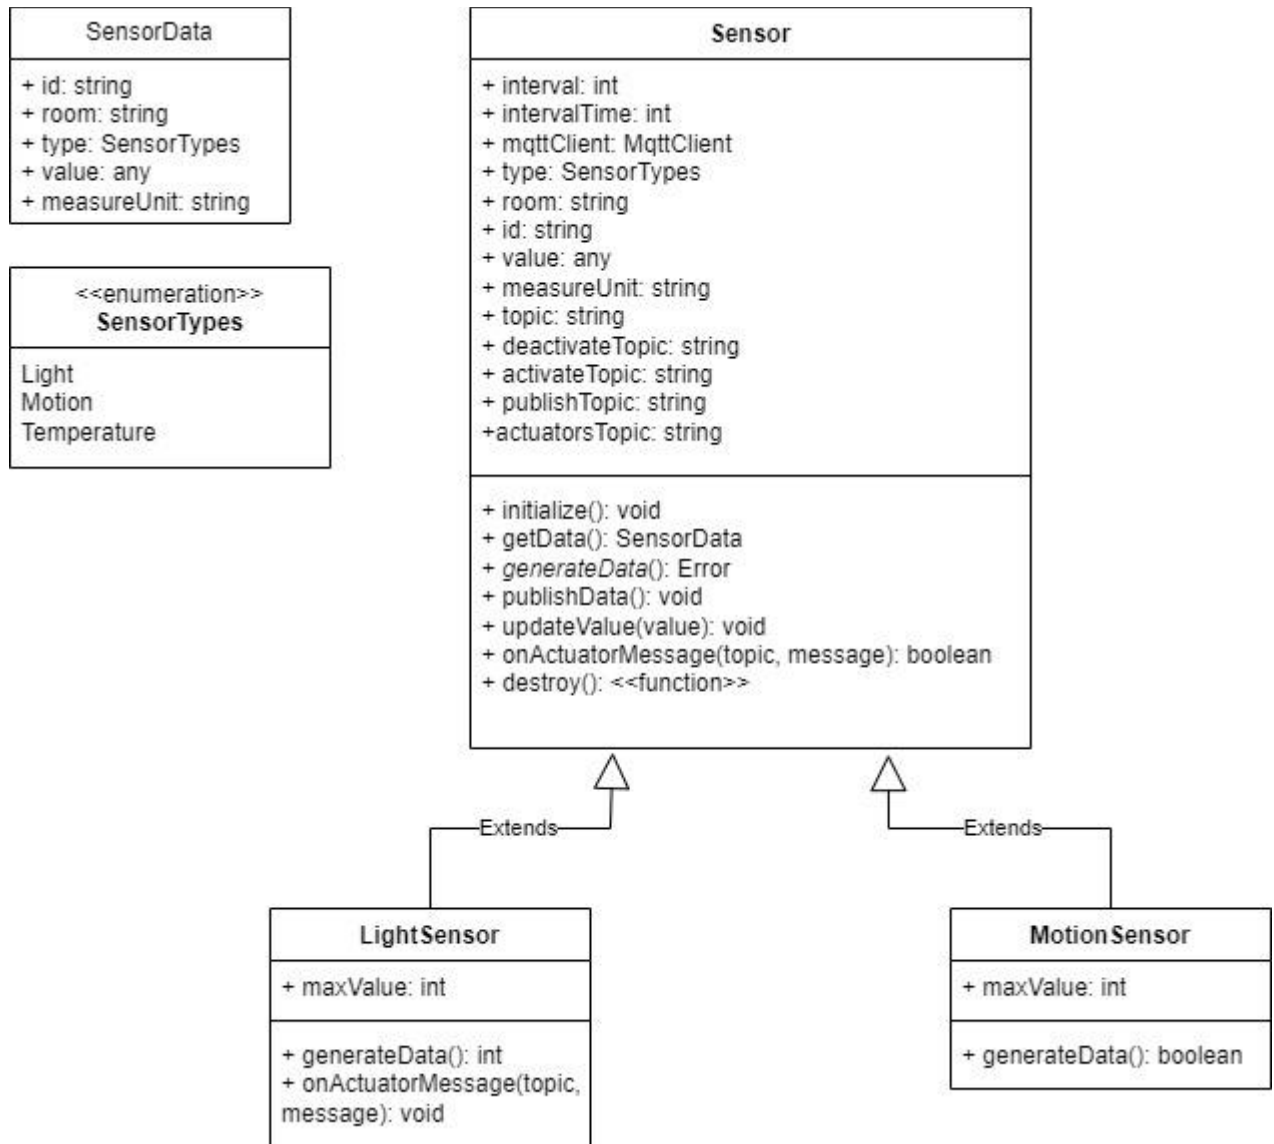 SensorData
+ id: string
+ room: string
+ type: SensorTypes
+ value: any
+ measureUnit: string
<<enumeration>>
SensorTypes
Light
Motion
Temperature
Sensor
+ interval: int
+ intervalTime: int
+ mqttClient: MqttClient
+ type: SensorTypes
+ room: string
+ id: string
+ value: any
+ measureUnit: string
+ topic: string
+ deactivateTopic: string
+ activateTopic: string
+ publishTopic: string
+actuatorsTopic: string
+ initialize(): void
+ getData(): SensorData
+ generateData(): Error
+ publishData(): void
+ updateValue(value): void
+ onActuatorMessage(topic, message): boolean
+ destroy(): <<function>>
Extends
Extends
LightSensor
+ maxValue: int
+ generateData(): int
+ onActuatorMessage(topic,
message): void
MotionSensor
+ maxValue: int
+ generateData(): boolean